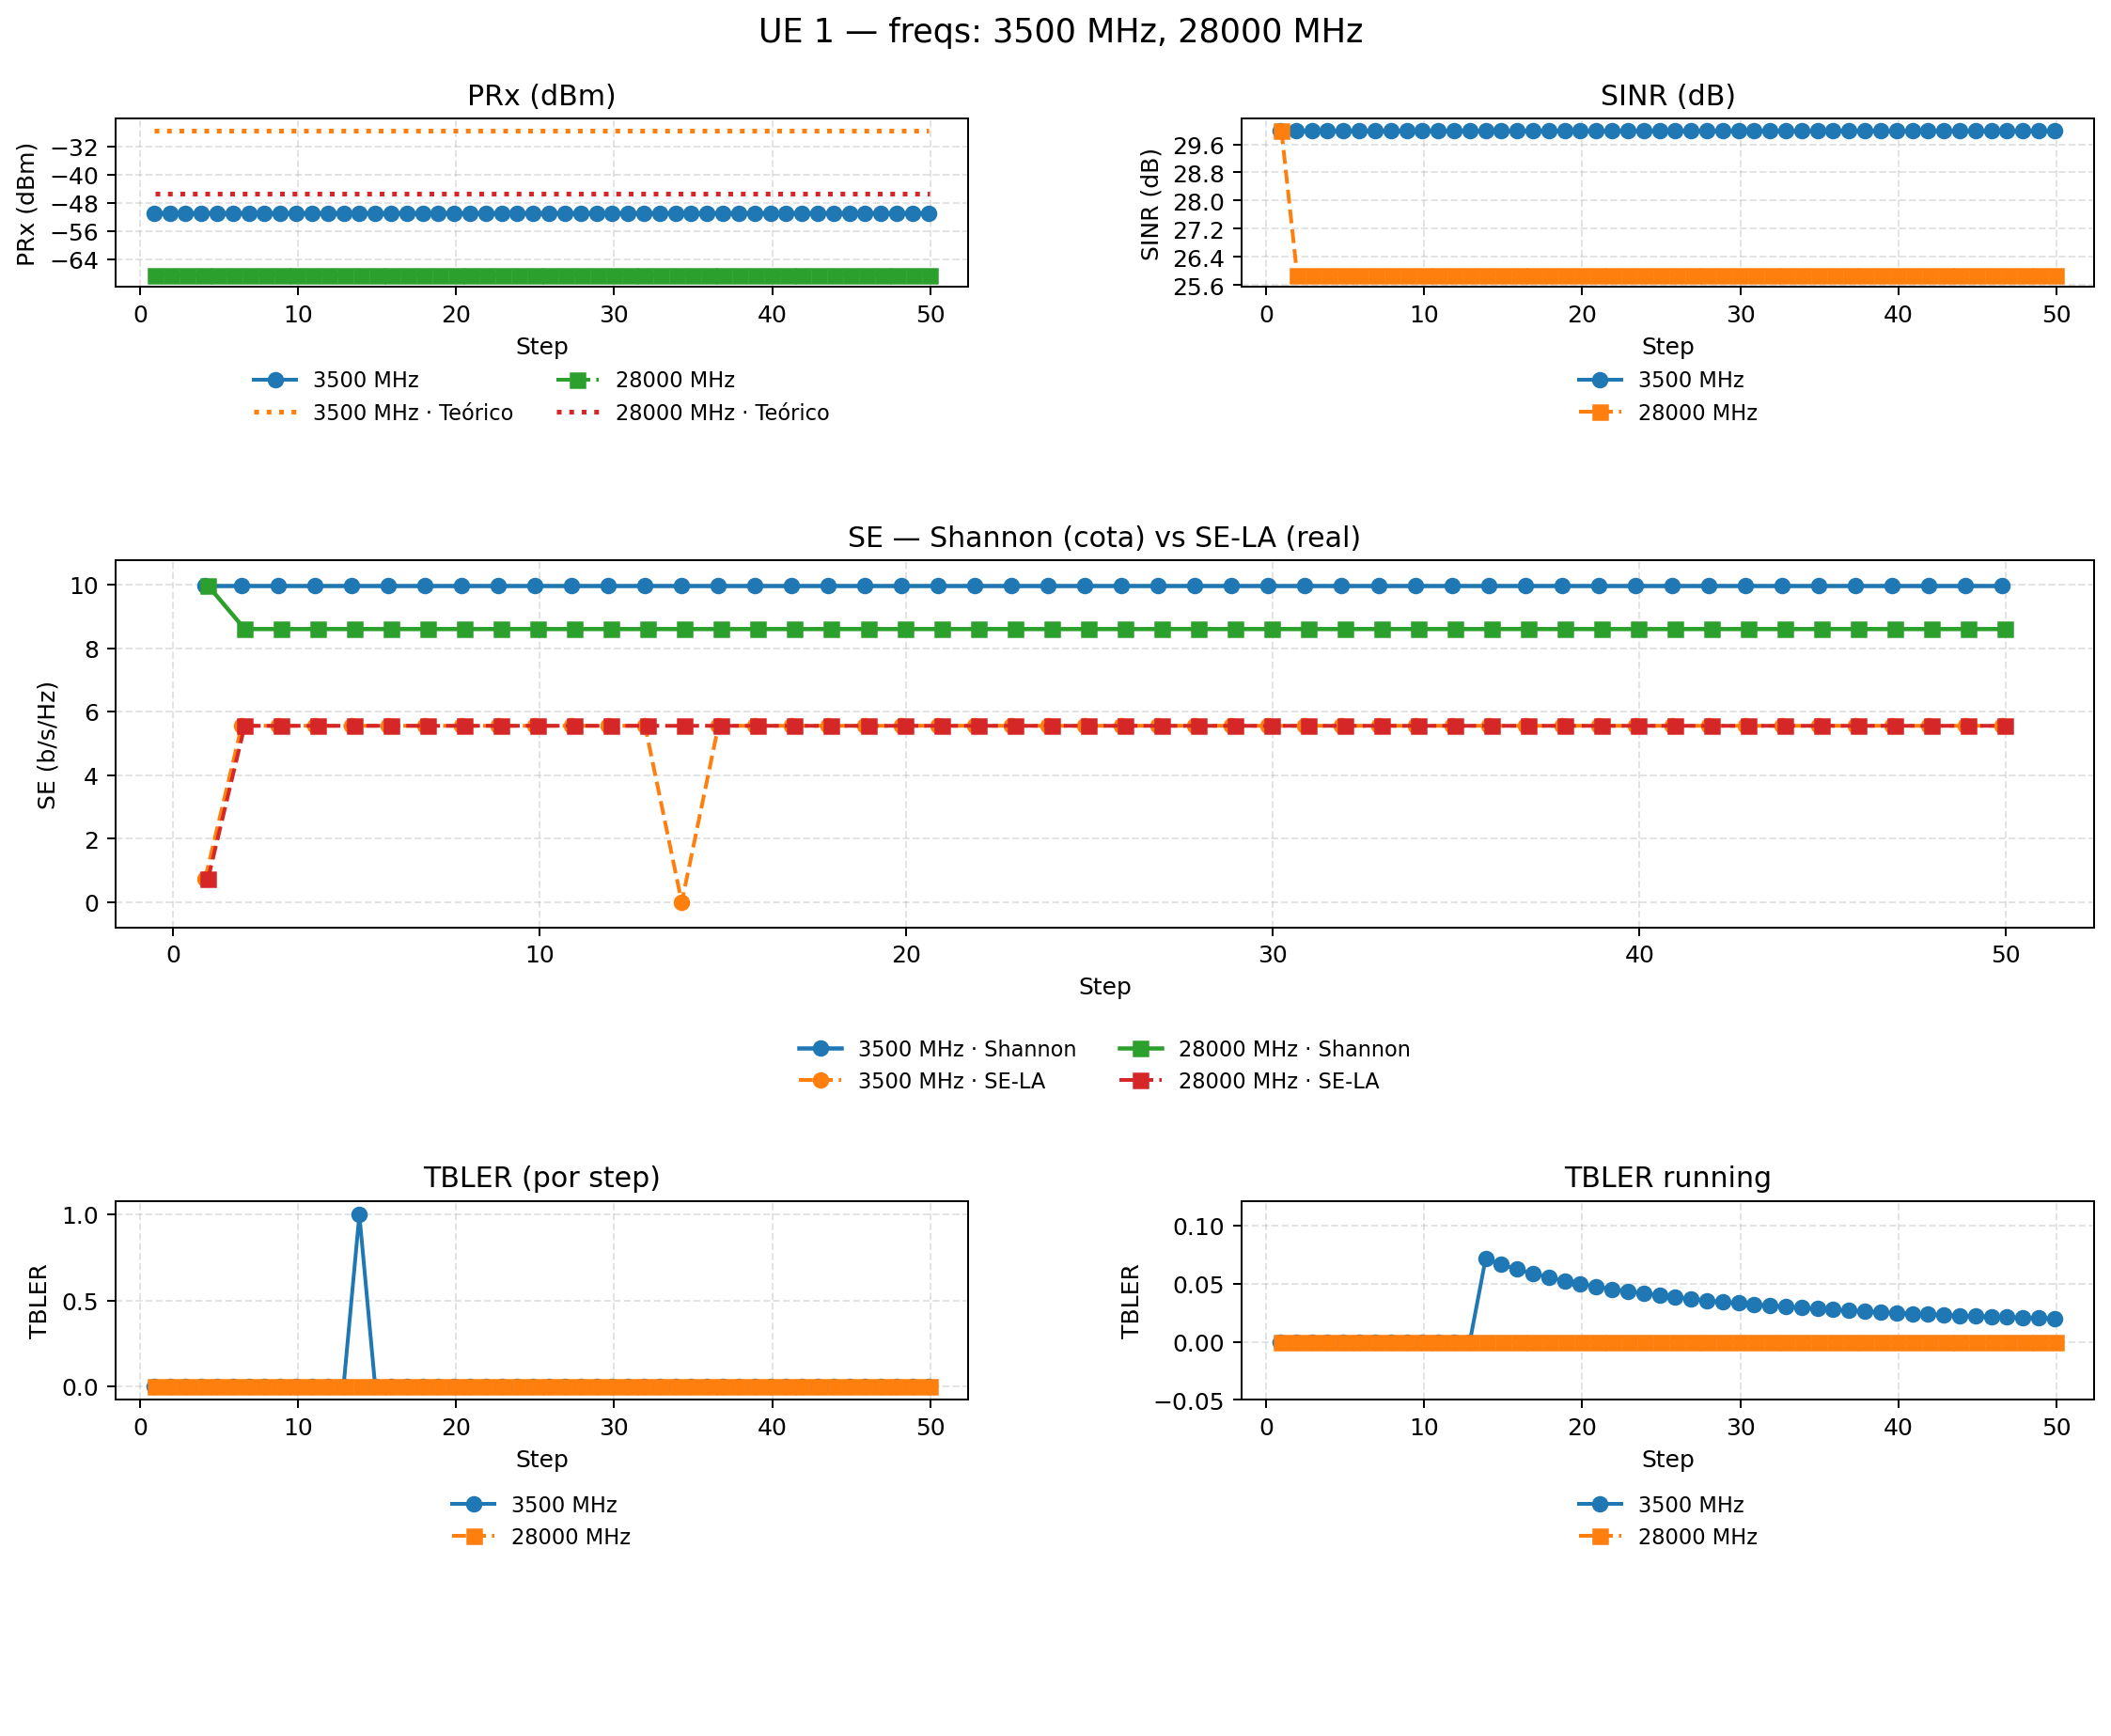 UE 1 — freqs: 3500 MHz, 28000 MHz
PRx (dBm)
PRx (dBm)
−32
−40
−48
−56
−64
0 10 20 30 40 50
Step
3500 MHz
3500 MHz · Teórico
28000 MHz
28000 MHz · Teórico
SINR (dB)
SINR (dB)
29.6
28.8
28.0
27.2
26.4
25.6
0 10 20 30 40 50
Step
3500 MHz
28000 MHz
SE — Shannon (cota) vs SE-LA (real)
SE (b/s/Hz)
10
8
6
4
2
0
0 10 20 30 40 50
Step
3500 MHz · Shannon
3500 MHz · SE-LA
28000 MHz · Shannon
28000 MHz · SE-LA
TBLER (por step)
TBLER
1.0
0.5
0.0
0 10 20 30 40 50
Step
3500 MHz
28000 MHz
TBLER running
TBLER
0.10
0.05
0.00
−0.05
0 10 20 30 40 50
Step
3500 MHz
28000 MHz